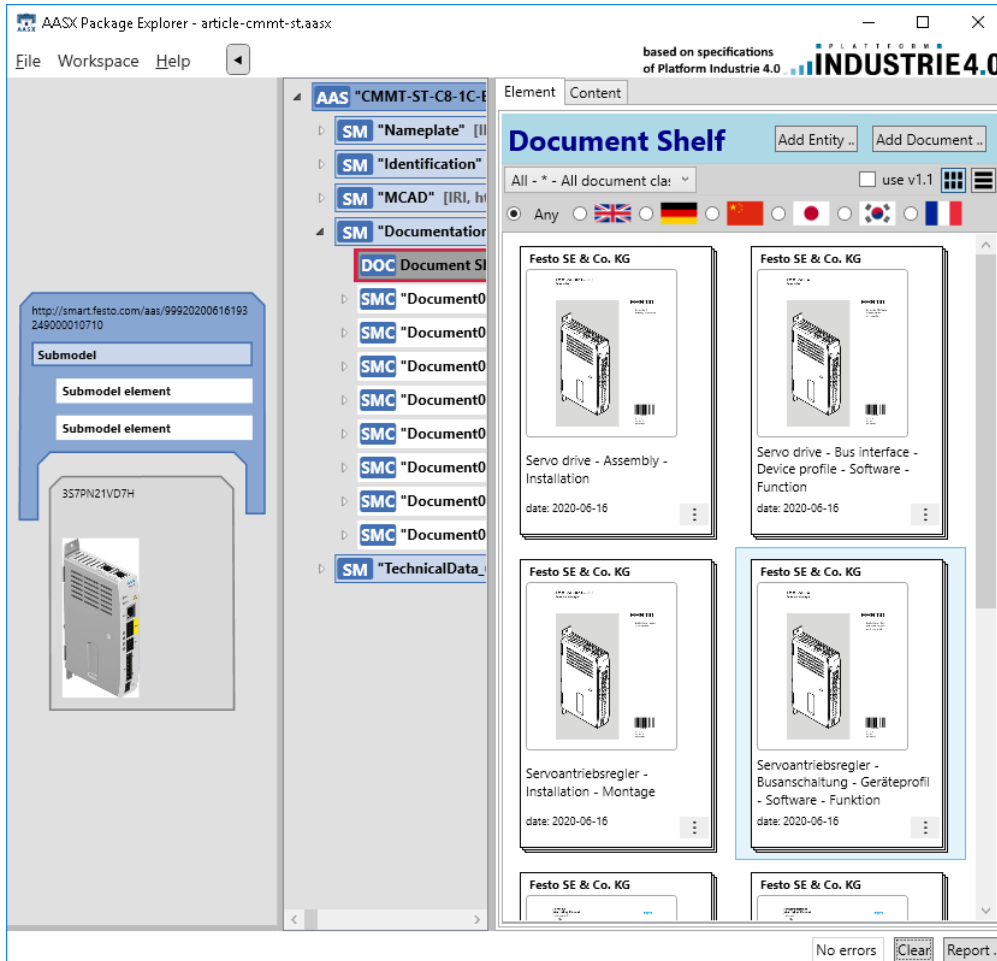 AASX Package Explorer - article-cmmt-st.aasx
File Workspace Help
based on specifications
of Platform Industrie 4.0
PLATTFORM
INDUSTRIE4.0
http://smart.festo.com/aas/99920200616193
249000010710
Submodel
Submodel element
Submodel element
3S7PN21VD7H
AAS "CMMT-ST-C8-1C-E
SM "Nameplate" [I
SM "Identification"
SM "MCAD" [IRI, ht
SM "Documentation
DOC Document Sh
SMC "Document0
SMC "Document0
SMC "Document0
SMC "Document0
SMC "Document0
SMC "Document0
SMC "Document0
SMC "Document0
SM "TechnicalData_
Element Content
Document Shelf Add Entity .. Add Document ..
All - * - All document clas use v1.1
Any
Festo SE & Co. KG
Servo drive - Assembly -
Installation
date: 2020-06-16
Festo SE & Co. KG
Servo drive - Bus interface -
Device profile - Software -
Function
date: 2020-06-16
Festo SE & Co. KG
Servoantriebsregler -
Installation - Montage
date: 2020-06-16
Festo SE & Co. KG
Servoantriebsregler -
Busanschaltung - Geräteprofil
- Software - Funktion
date: 2020-06-16
Festo SE & Co. KG
Festo SE & Co. KG
No errors Clear Report .